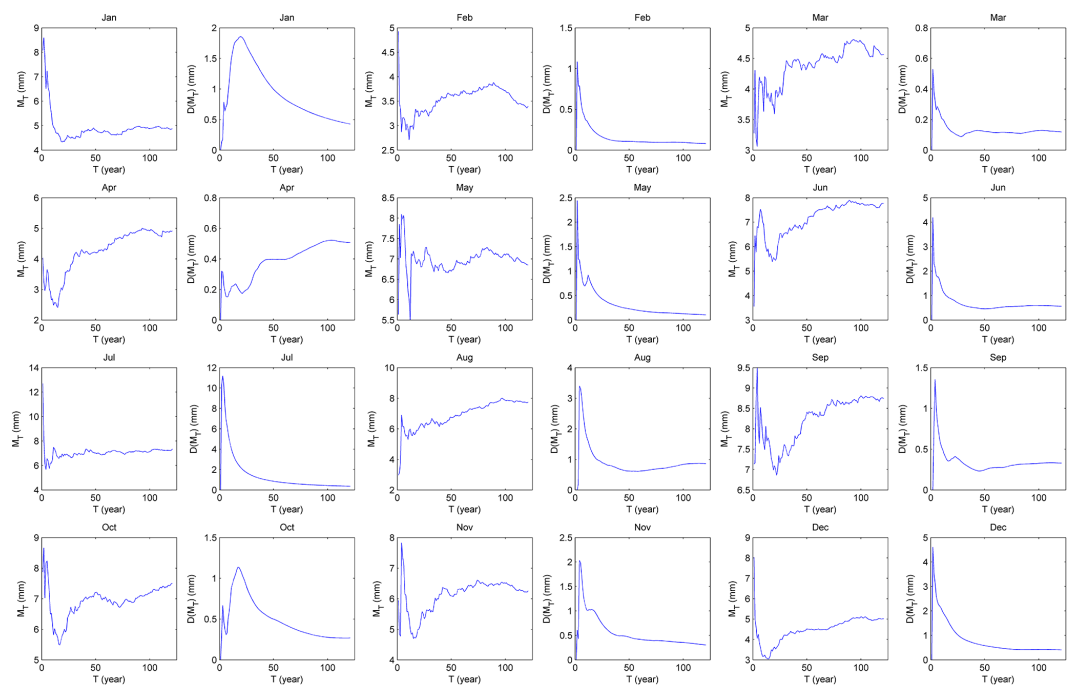 Jan
M_T (mm)
9
8
7
6
5
4
0 50 100
T (year)
Jan
D(M_T) (mm)
2
1.5
1
0.5
0
0 50 100
T (year)
Feb
M_T (mm)
5
4.5
4
3.5
3
2.5
0 50 100
T (year)
Feb
D(M_T) (mm)
1.5
1
0.5
0
0 50 100
T (year)
Mar
M_T (mm)
5
4.5
4
3.5
3
0 50 100
T (year)
Mar
D(M_T) (mm)
0.8
0.6
0.4
0.2
0
0 50 100
T (year)
Apr
M_T (mm)
6
5
4
3
2
0 50 100
T (year)
Apr
D(M_T) (mm)
0.8
0.6
0.4
0.2
0
0 50 100
T (year)
May
M_T (mm)
8.5
8
7.5
7
6.5
6
5.5
0 50 100
T (year)
May
D(M_T) (mm)
2.5
2
1.5
1
0.5
0
0 50 100
T (year)
Jun
M_T (mm)
8
7
6
5
4
3
0 50 100
T (year)
Jun
D(M_T) (mm)
5
4
3
2
1
0
0 50 100
T (year)
Jul
M_T (mm)
14
12
10
8
6
4
0 50 100
T (year)
Jul
D(M_T) (mm)
12
10
8
6
4
2
0
0 50 100
T (year)
Aug
M_T (mm)
10
8
6
4
2
0 50 100
T (year)
Aug
D(M_T) (mm)
4
3
2
1
0
0 50 100
T (year)
Sep
M_T (mm)
9.5
9
8.5
8
7.5
7
6.5
0 50 100
T (year)
Sep
D(M_T) (mm)
1.5
1
0.5
0
0 50 100
T (year)
Oct
M_T (mm)
9
8
7
6
5
0 50 100
T (year)
Oct
D(M_T) (mm)
1.5
1
0.5
0
0 50 100
T (year)
Nov
M_T (mm)
8
7
6
5
4
0 50 100
T (year)
Nov
D(M_T) (mm)
2.5
2
1.5
1
0.5
0
0 50 100
T (year)
Dec
M_T (mm)
9
8
7
6
5
4
3
0 50 100
T (year)
Dec
D(M_T) (mm)
5
4
3
2
1
0
0 50 100
T (year)